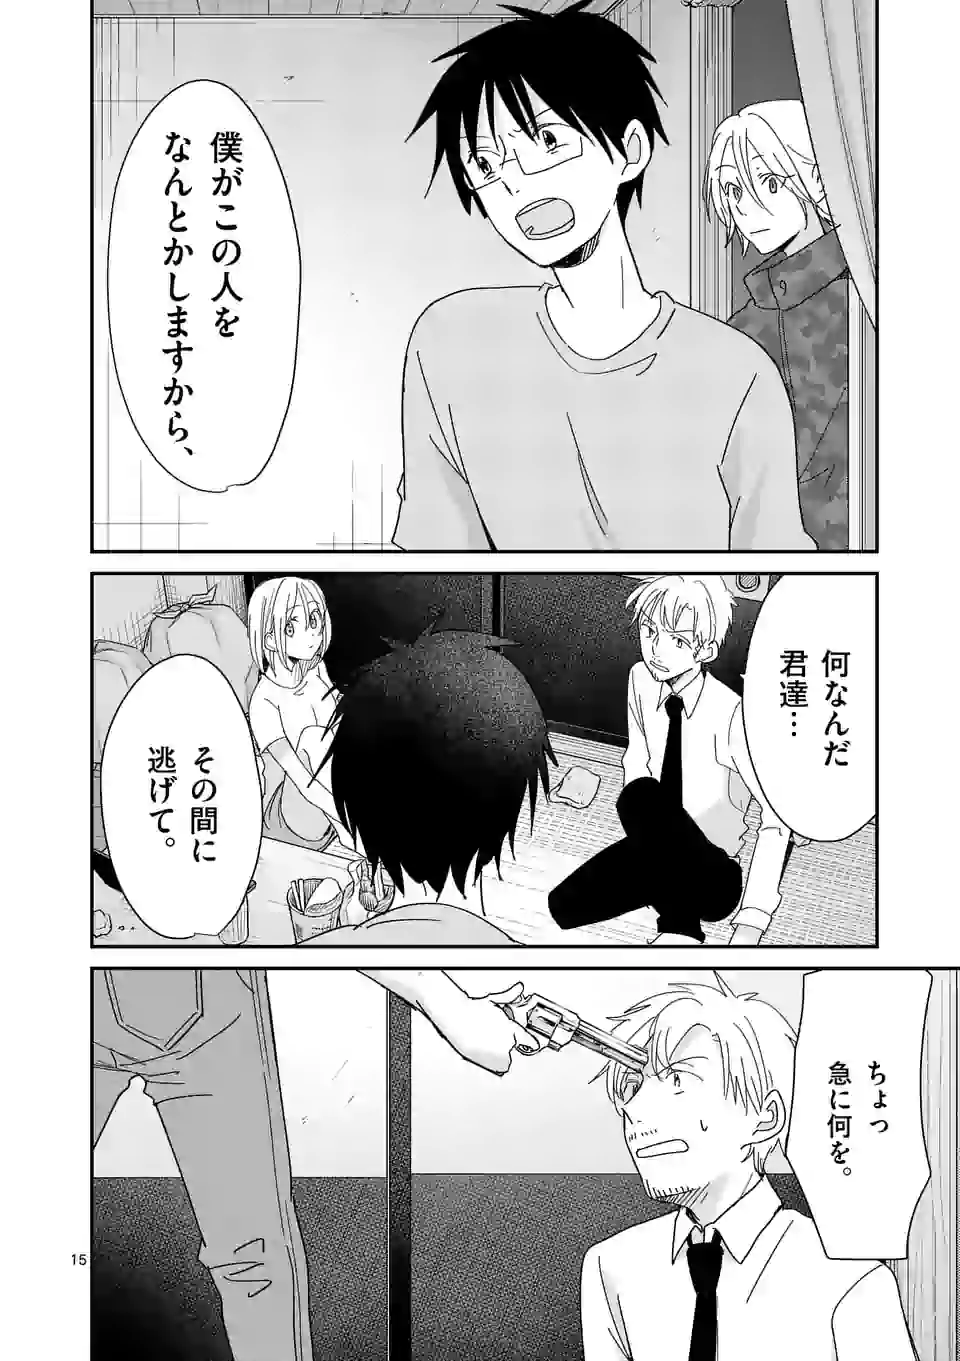 僕がこの人を
なんとかしますから、
何なんだ
君達…
その間に
逃げて。
ちょっ
急に何を。
15